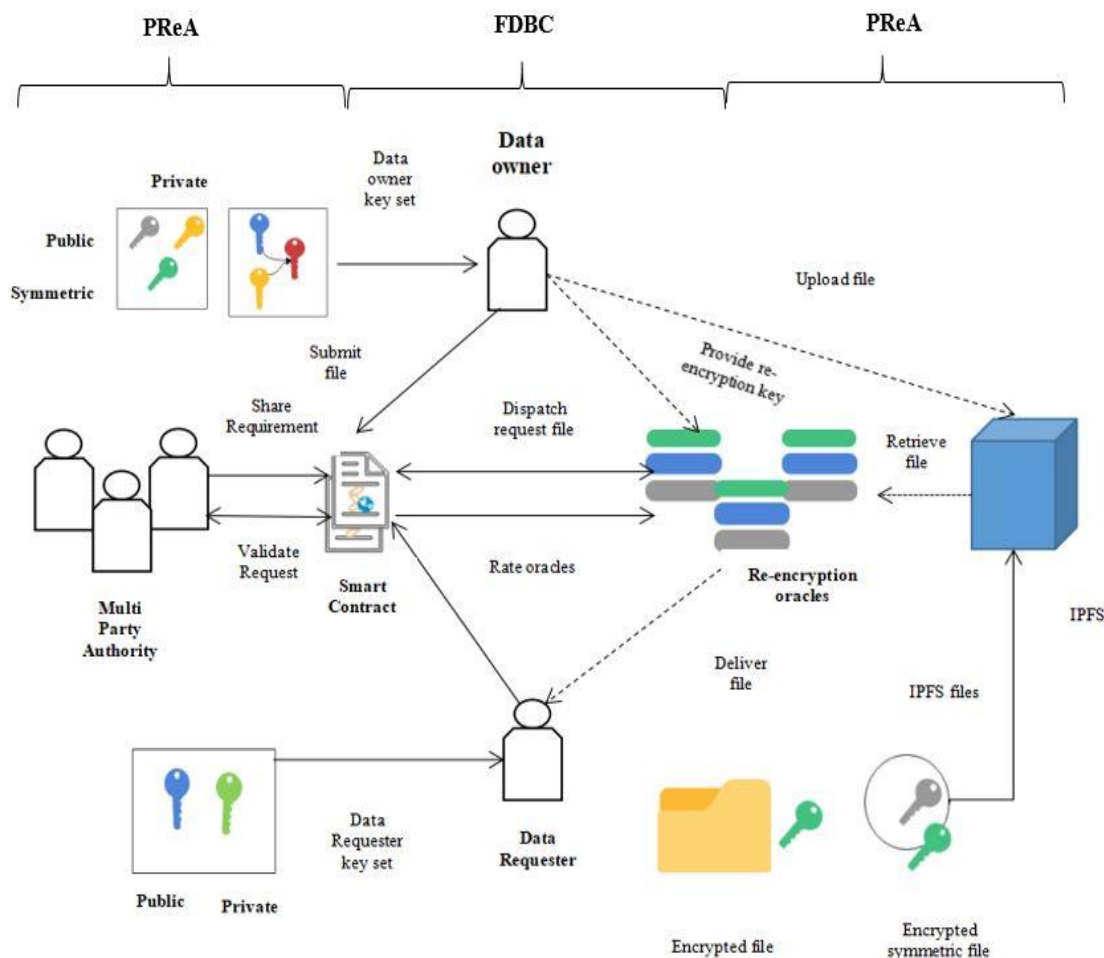 PReA
FDBC
PReA
Data
owner
Data
owner
key set
Private
Public
Symmetric
Upload file
Submit
file
Provide re-
encryption key
Share
Requirement
Dispatch
request file
Retrieve
file
Validate
Request
Rate oracles
Smart
Contract
Re-encryption
oracles
Multi
Party
Authority
IPFS
Deliver
file
IPFS files
Data
Requester
key set
Data
Requester
Public
Private
Encrypted file
Encrypted
symmetric file